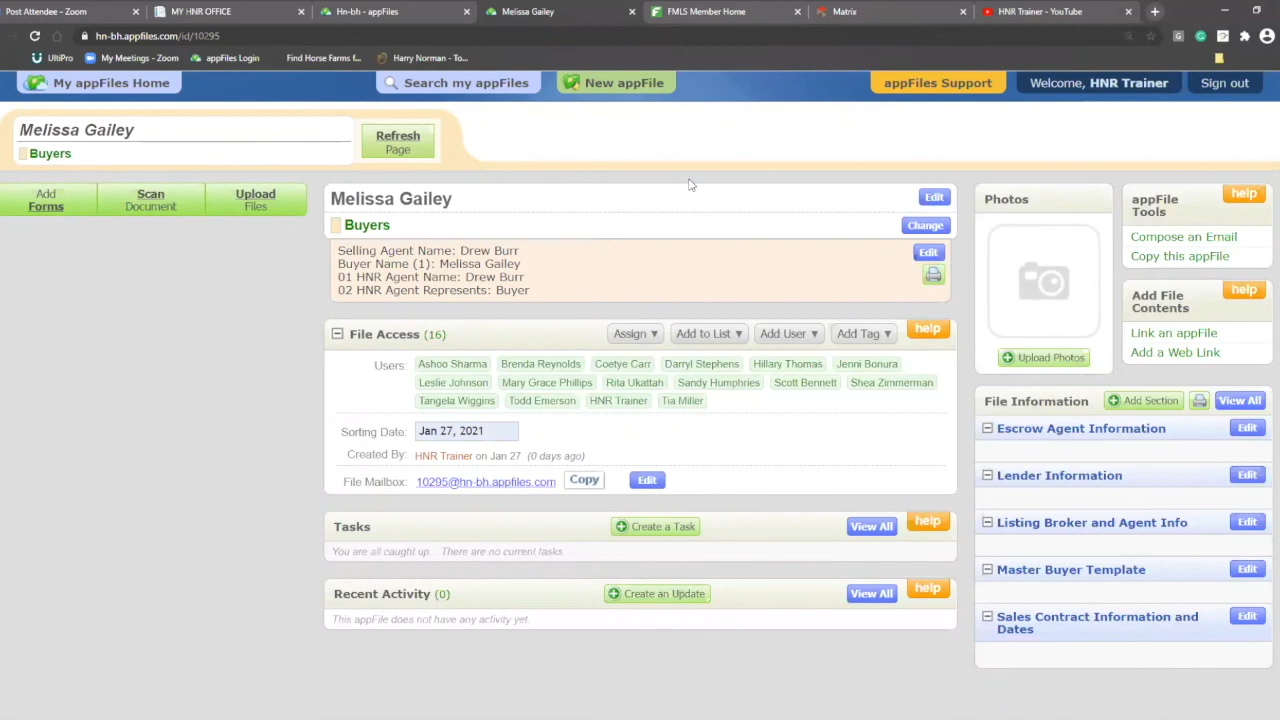 Post Attendee - Zoom × MY HNR OFFICE × Hn-bh - appFiles × Melissa Gailey × FMLS Member Home × Matrix × HNR Trainer - YouTube ×
hn-bh.appfiles.com/id/10295
UltiPro My Meetings - Zoom appFiles Login Find Horse Farms f... Harry Norman - To...
My appFiles Home Search my appFiles New appFile appFiles Support Welcome, HNR Trainer Sign out
Melissa Gailey
Buyers
Refresh
Page
Add
Forms
Scan
Document
Upload
Files
Melissa Gailey Edit
Buyers Change
Selling Agent Name: Drew Burr Edit
Buyer Name (1): Melissa Gailey
01 HNR Agent Name: Drew Burr
02 HNR Agent Represents: Buyer
File Access (16) Assign ▾ Add to List ▾ Add User ▾ Add Tag ▾ help
Users: Ashoo Sharma Brenda Reynolds Coetye Carr Darryl Stephens Hillary Thomas Jenni Bonura
Leslie Johnson Mary Grace Phillips Rita Ukattah Sandy Humphries Scott Bennett Shea Zimmerman
Tangela Wiggins Todd Emerson HNR Trainer Tia Miller
Sorting Date: Jan 27, 2021
Created By: HNR Trainer on Jan 27 (0 days ago)
File Mailbox: 10295@hn-bh.appfiles.com Copy Edit
Tasks Create a Task View All help
You are all caught up... There are no current tasks.
Recent Activity (0) Create an Update View All help
This appFile does not have any activity yet.
Photos
Upload Photos
appFile
Tools
help
Compose an Email
Copy this appFile
Add File
Contents
help
Link an appFile
Add a Web Link
File Information Add Section View All
Escrow Agent Information Edit
Lender Information Edit
Listing Broker and Agent Info Edit
Master Buyer Template Edit
Sales Contract Information and
Dates
Edit